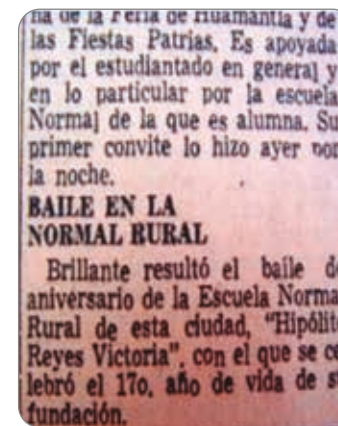 na de la Feria de Huamantla y de
las Fiestas Patrias. Es apoyada
por el estudiantado en general y
en lo particular por la escuela
Normal de la que es alumna. Su
primer convite lo hizo ayer por
la noche.
BAILE EN LA
NORMAL RURAL
Brillante resultó el baile de
aniversario de la Escuela Norma
Rural de esta ciudad, "Hipólito
Reyes Victoria", con el que se ce
lebró el 17o. año de vida de s
fundación.